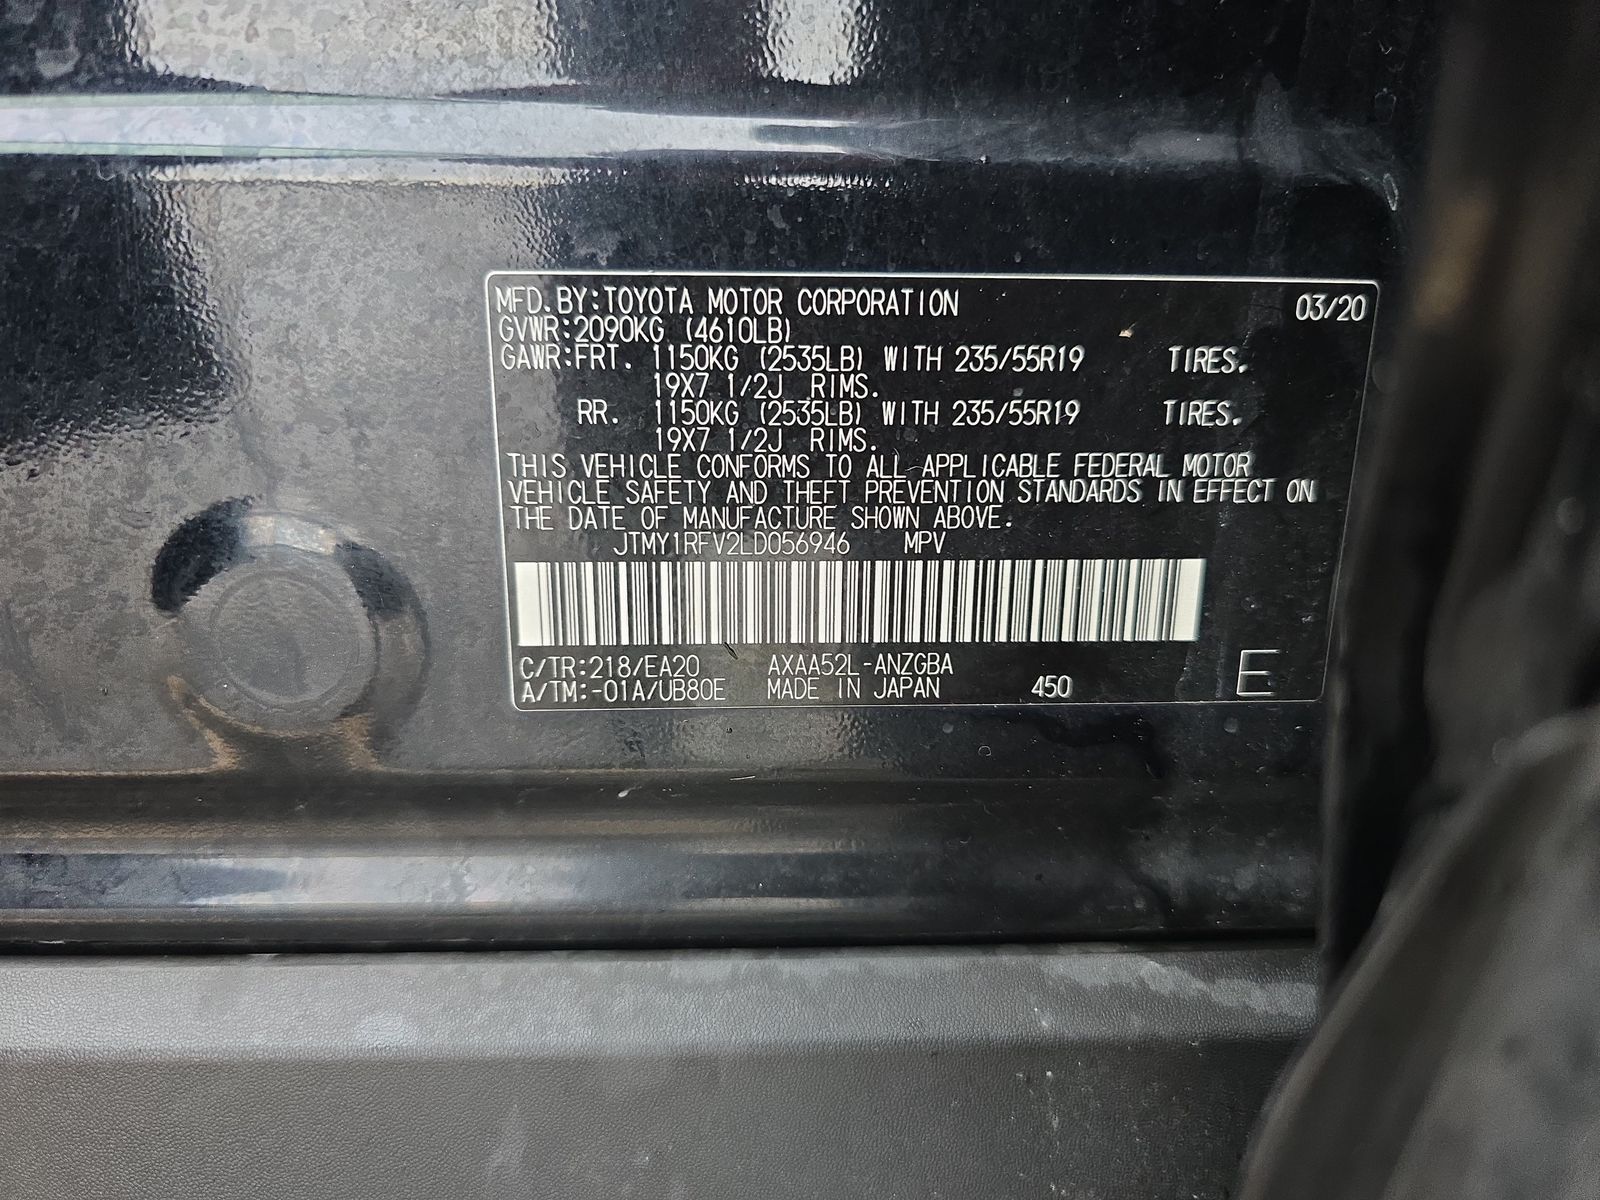 MFD. BY: TOYOTA MOTOR CORPORATION 03/20
GVWR: 2090KG (4610LB)
GAWR: FRT. 1150KG (2535LB) WITH 235/55R19 TIRES.
19X7 1/2J RIMS.
RR. 1150KG (2535LB) WITH 235/55R19 TIRES.
19X7 1/2J RIMS.
THIS VEHICLE CONFORMS TO ALL APPLICABLE FEDERAL MOTOR
VEHICLE SAFETY AND THEFT PREVENTION STANDARDS IN EFFECT ON
THE DATE OF MANUFACTURE SHOWN ABOVE.
JTMY1RFV2LD056946 MPV
C/TR: 218/EA20 AXAA52L-ANZGBA
A/TM: -01A/UB80E MADE IN JAPAN 450 E